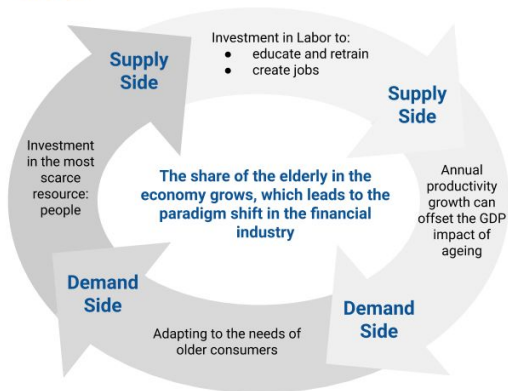 Supply
Side
Investment in Labor to:
● educate and retrain
● create jobs
Supply
Side
Annual
productivity
growth can
offset the GDP
impact of
ageing
Demand
Side
Adapting to the needs of
older consumers
Demand
Side
Investment
in the most
scarce
resource:
people
The share of the elderly in the
economy grows, which leads to the
paradigm shift in the financial
industry